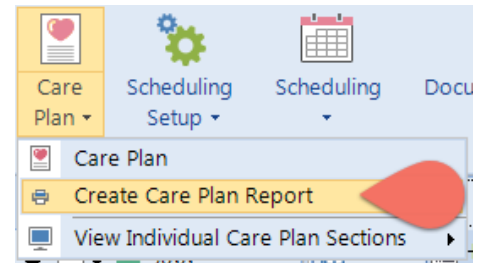 Care Plan
Scheduling Setup
Scheduling
Docu
Care Plan
Create Care Plan Report
View Individual Care Plan Sections